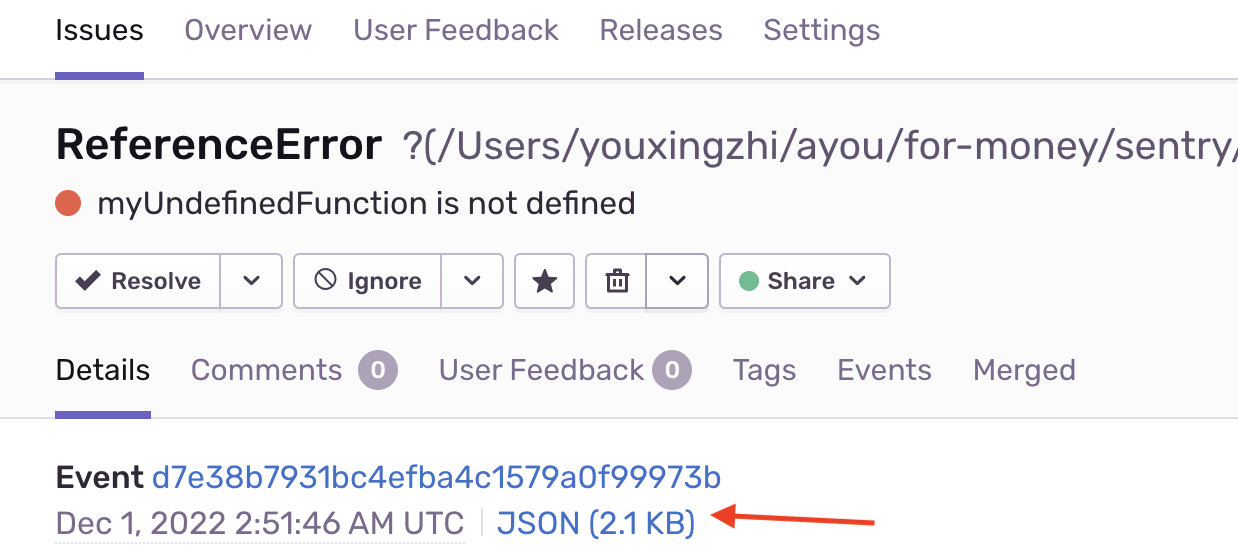 Issues Overview User Feedback Releases Settings
ReferenceError ?(/Users/youxingzhi/ayou/for-money/sentry/
myUndefinedFunction is not defined
Resolve Ignore Share
Details Comments 0 User Feedback 0 Tags Events Merged
Event d7e38b7931bc4efba4c1579a0f99973b
Dec 1, 2022 2:51:46 AM UTC JSON (2.1 KB)